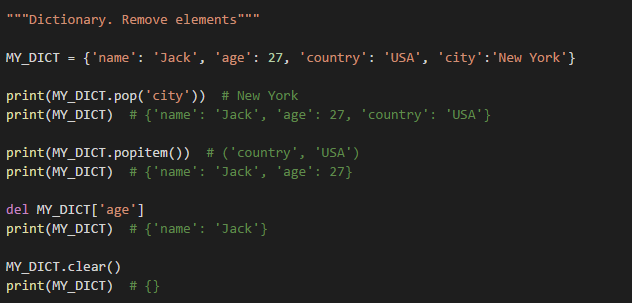 """Dictionary. Remove elements"""
MY_DICT = {'name': 'Jack', 'age': 27, 'country': 'USA', 'city':'New York'}
print(MY_DICT.pop('city'))  # New York
print(MY_DICT)  # {'name': 'Jack', 'age': 27, 'country': 'USA'}
print(MY_DICT.popitem())  # ('country', 'USA')
print(MY_DICT)  # {'name': 'Jack', 'age': 27}
del MY_DICT['age']
print(MY_DICT)  # {'name': 'Jack'}
MY_DICT.clear()
print(MY_DICT)  # {}